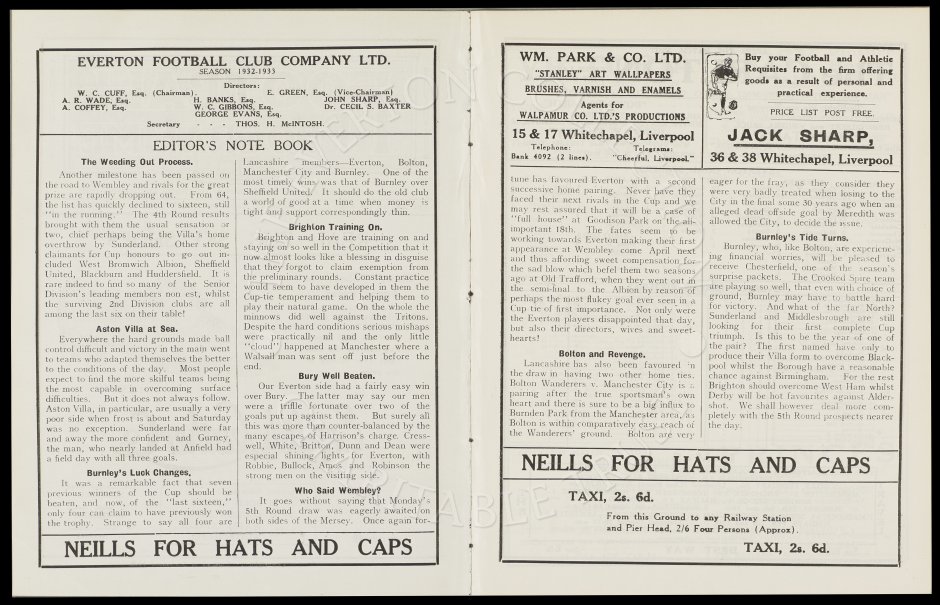 EVERTON FOOTBALL CLUB COMPANY LTD.
SEASON 1932-1933
Directors:
W. C. CUFF, Esq. (Chairman). E. GREEN, Esq. (Vice-Chairman)
A. R. WADE, Esq. H. BANKS, Esq. JOHN SHARP, Esq.
A. COFFEY, Esq. W. C. GIBBONS, Esq. Dr. CECIL S. BAXTER
GEORGE EVANS, Esq.
Secretary - - - THOS. H. McINTOSH.
EDITOR'S NOTE BOOK
The Weeding Out Process.
Another milestone has been passed on
the road to Wembley and rivals for the great
prize are rapidly dropping out. From 64,
the list has quickly declined to sixteen, still
"in the running." The 4th Round results
brought with them the usual sensation or
two, chief perhaps being the Villa's home
overthrow by Sunderland. Other strong
claimants for Cup honours to go out in-
cluded West Bromwich Albion, Sheffield
United, Blackburn and Huddersfield. It is
rare indeed to find so many of the Senior
Division's leading members non est, whilst
the surviving 2nd Division clubs are all
among the last six on their table!
Aston Villa at Sea.
Everywhere the hard grounds made ball
control difficult and victory in the main went
to teams who adapted themselves the better
to the conditions of the day. Most people
expect to find the more skilful teams being
the most capable in overcoming surface
difficulties. But it does not always follow.
Aston Villa, in particular, are usually a very
poor side when frost is about and Saturday
was no exception. Sunderland were far
and away the more confident and Gurney,
the man, who nearly landed at Anfield had
a field day with all three goals.
Burnley's Luck Changes.
It was a remarkable fact that seven
previous winners of the Cup should be
beaten, and now, of the "last sixteen,"
only four can claim to have previously won
the trophy. Strange to say all four are
Lancashire members—Everton, Bolton,
Manchester City and Burnley. One of the
most timely wins was that of Burnley over
Sheffield United. It should do the old club
a world of good at a time when money is
tight and support correspondingly thin.
Brighton Training On.
Brighton and Hove are training on and
staying on so well in the Competition that it
now almost looks like a blessing in disguise
that they forgot to claim exemption from
the preliminary rounds. Constant practice
would seem to have developed in them the
Cup-tie temperament and helping them to
play their natural game. On the whole the
minnows did well against the Tritons.
Despite the hard conditions serious mishaps
were practically nil and the only little
"cloud" happened at Manchester where a
Walsall man was sent off just before the
end.
Bury Well Beaten.
Our Everton side had a fairly easy win
over Bury. The latter may say our men
were a trifle fortunate over two of the
goals put up against them. But surely all
this was more than counter-balanced by the
many escapes of Harrison's charge. Cress-
well, White, Britton, Dunn and Dean were
especial shining lights for Everton, with
Robbie, Bullock, Amos and Robinson the
strong men on the visiting side.
Who Said Wembley?
It goes without saying that Monday's
5th Round draw was eagerly awaited on
both sides of the Mersey. Once again for-
NEILLS FOR HATS AND CAPS
WM. PARK & CO. LTD.
"STANLEY" ART WALLPAPERS
BRUSHES, VARNISH AND ENAMELS
Agents for
WALPAMUR CO. LTD.'S PRODUCTIONS
15 & 17 Whitechapel, Liverpool
Telephone: Telegrams:
Bank 4092 (2 lines). "Cheerful, Liverpool."
Buy your Football and Athletic
Requisites from the firm offering
goods as a result of personal and
practical experience.
PRICE LIST POST FREE.
JACK SHARP,
36 & 38 Whitechapel, Liverpool
tune has favoured Everton with a second
successive home pairing. Never have they
faced their next rivals in the Cup and we
may rest assured that it will be a case of
"full house" at Goodison Park on the all-
important 18th. The fates seem to be
working towards Everton making their first
appearance at Wembley come April next
and thus affording sweet compensation for
the sad blow which befel them two seasons
ago at Old Trafford, when they went out in
the semi-final to the Albion by reason of
perhaps the most flukey goal ever seen in a
Cup tie of first importance. Not only were
the Everton players disappointed that day,
but also their directors, wives and sweet-
hearts!
Bolton and Revenge.
Lancashire has also been favoured in
the draw in having two other home ties.
Bolton Wanderers v. Manchester City is a
pairing after the true sportsman's own
heart and there is sure to be a big influx to
Burnden Park from the Manchester area, as
Bolton is within comparatively easy reach of
the Wanderers' ground. Bolton are very
eager for the fray, as they consider they
were very badly treated when losing to the
City in the final some 30 years ago when an
alleged dead offside goal by Meredith was
allowed the City, to decide the issue.
Burnley's Tide Turns.
Burnley, who, like Bolton, are experienc-
ing financial worries, will be pleased to
receive Chesterfield, one of the season's
surprise packets. The Crooked Spire team
are playing so well, that even with choice of
ground, Burnley may have to battle hard
for victory. And what of the far North?
Sunderland and Middlesbrough are still
looking for their first complete Cup
triumph. Is this to be the year of one of
the pair? The first named have only to
produce their Villa form to overcome Black-
pool whilst the Borough have a reasonable
chance against Birmingham. For the rest
Brighton should overcome West Ham whilst
Derby will be hot favourites against Alder-
shot. We shall however deal more com-
pletely with the 5th Round prospects nearer
the day.
NEILLS FOR HATS AND CAPS
TAXI, 2s. 6d.
From this Ground to any Railway Station
and Pier Head, 2/6 Four Persons (Approx).
TAXI, 2s. 6d.